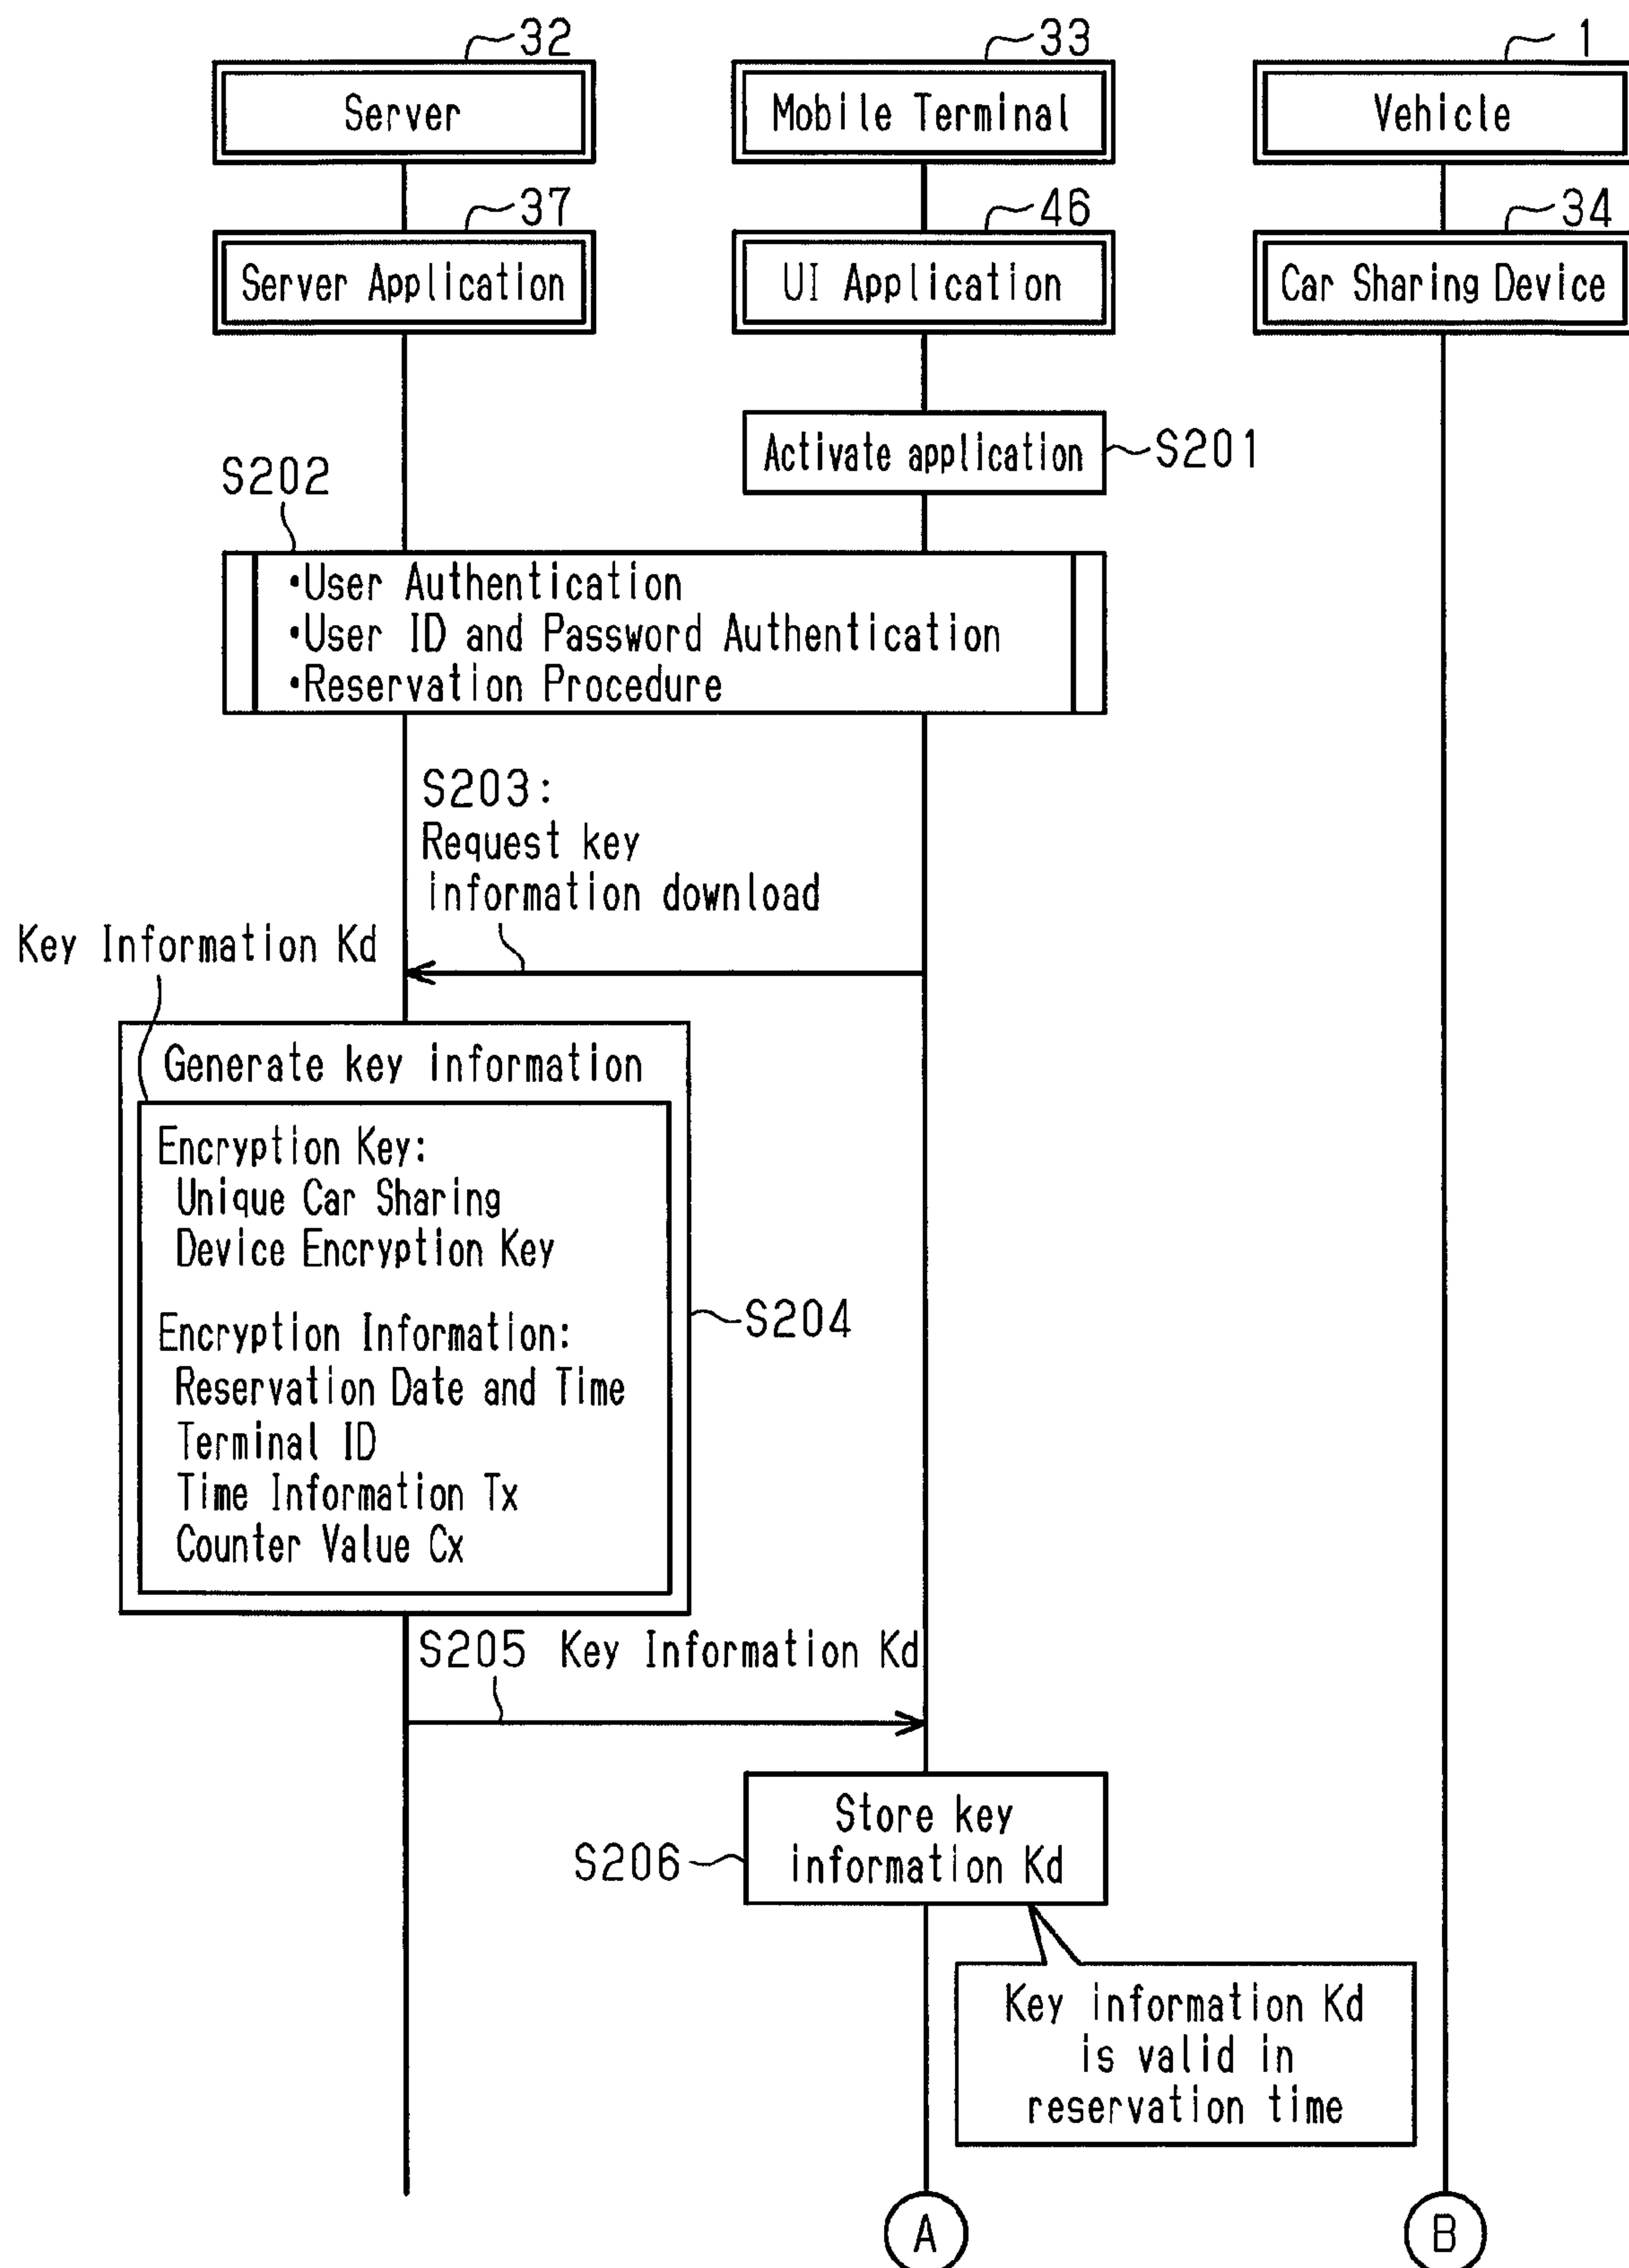 32
33
1
Server
Mobile Terminal
Vehicle
37
46
34
Server Application
UI Application
Car Sharing Device
Activate application
S201
S202
•User Authentication
•User ID and Password Authentication
•Reservation Procedure
S203:
Request key
information download
Key Information Kd
Generate key information
Encryption Key:
Unique Car Sharing
Device Encryption Key
Encryption Information:
Reservation Date and Time
Terminal ID
Time Information Tx
Counter Value Cx
S204
S205 Key Information Kd
Store key
information Kd
S206
Key information Kd
is valid in
reservation time
A
B